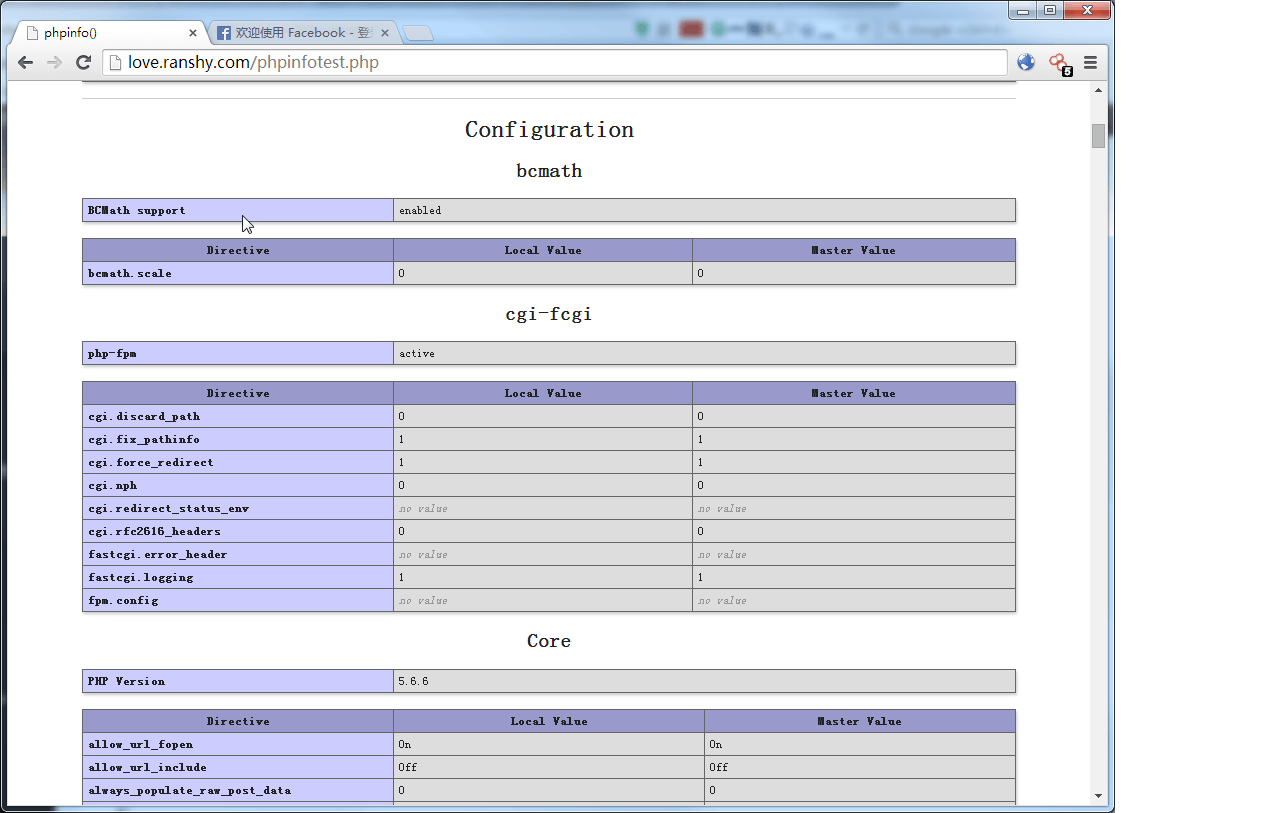 phpinfo()
欢迎使用 Facebook - 登
love.ranshy.com/phpinfotest.php
5
Configuration
bcmath
BCMath support enabled
Directive Local Value Master Value
bcmath.scale 0 0
cgi-fcgi
php-fpm active
Directive Local Value Master Value
cgi.discard_path 0 0
cgi.fix_pathinfo 1 1
cgi.force_redirect 1 1
cgi.nph 0 0
cgi.redirect_status_env no value no value
cgi.rfc2616_headers 0 0
fastcgi.error_header no value no value
fastcgi.logging 1 1
fpm.config no value no value
Core
PHP Version 5.6.6
Directive Local Value Master Value
allow_url_fopen On On
allow_url_include Off Off
always_populate_raw_post_data 0 0